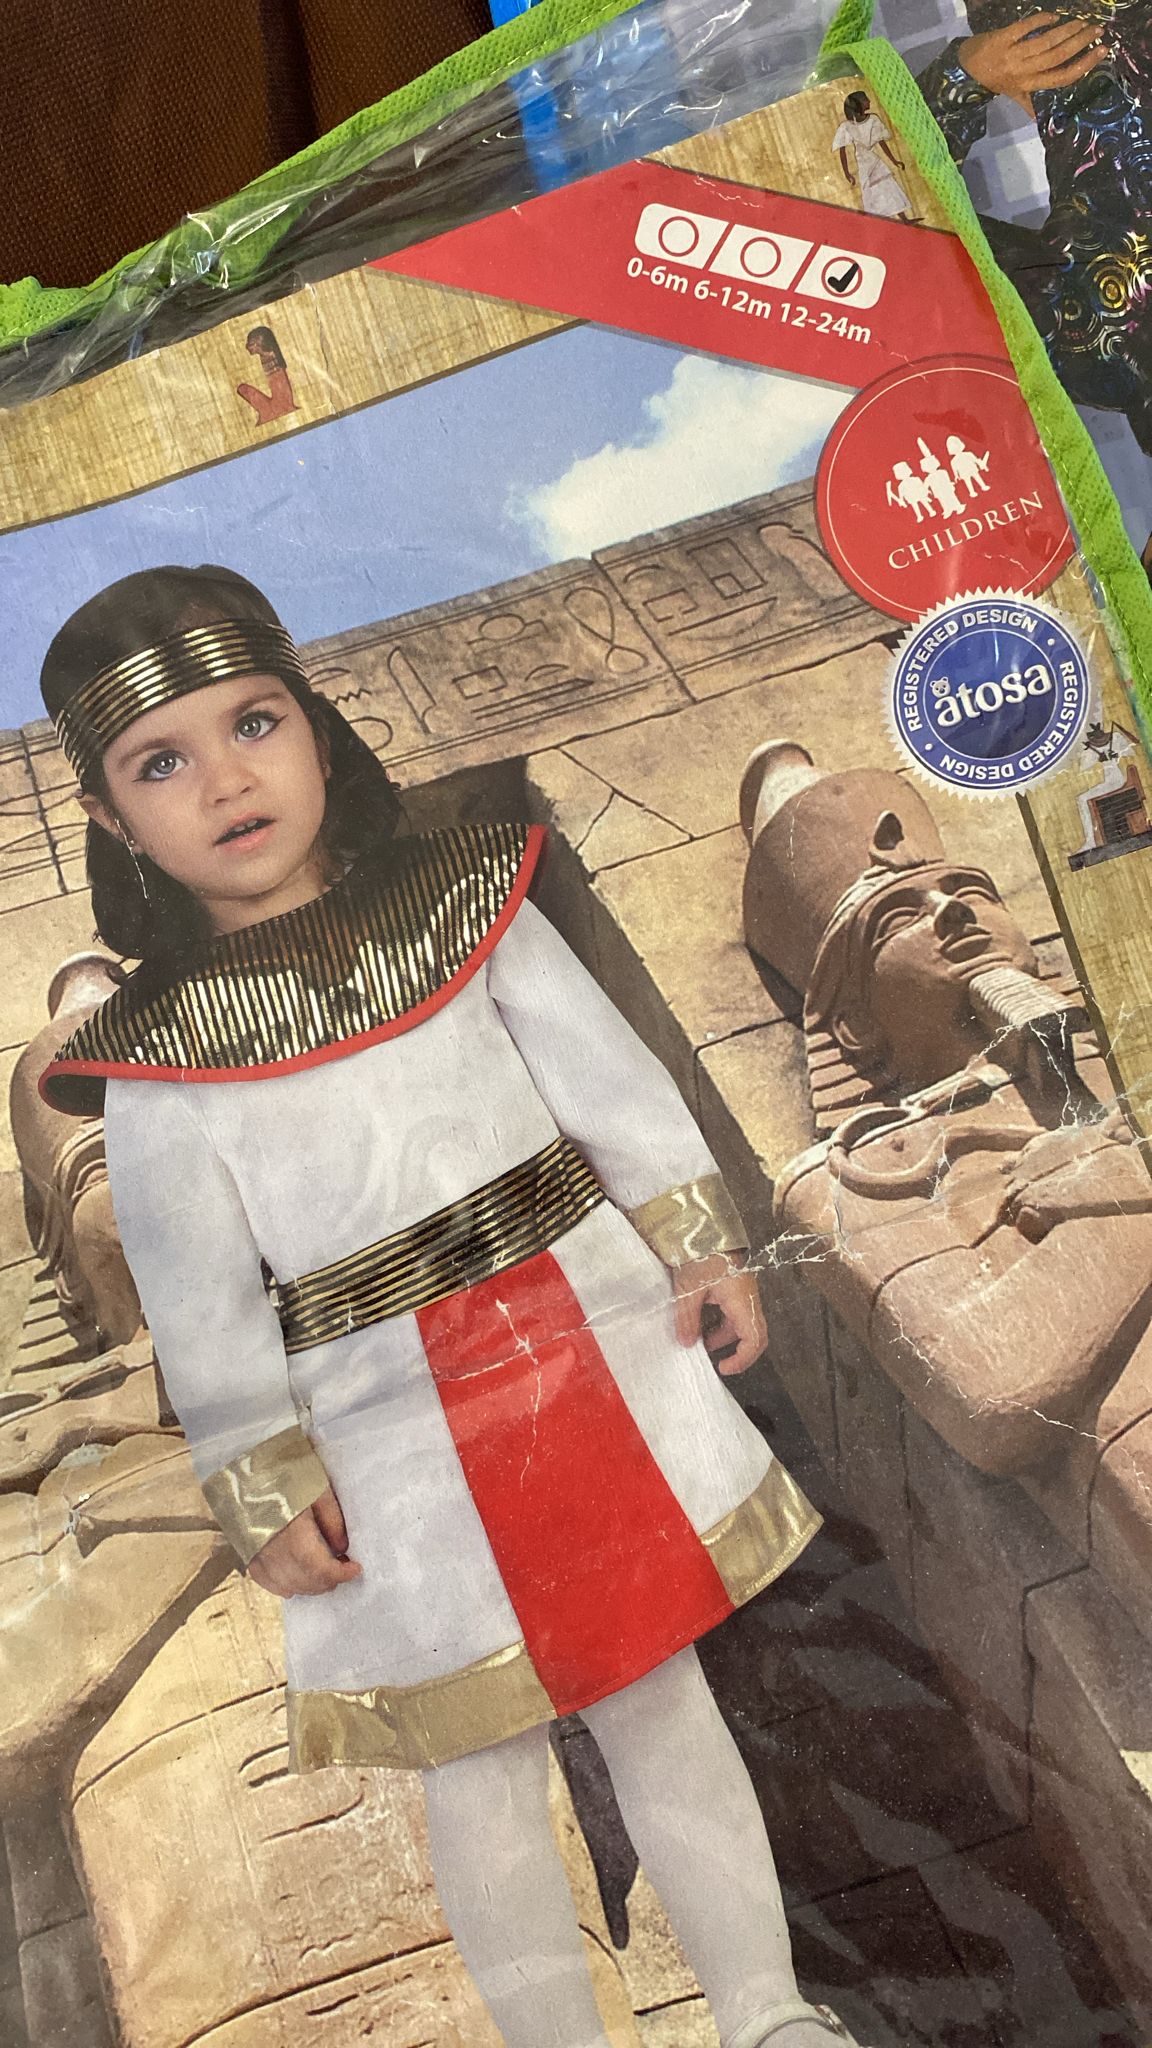 0-6m 6-12m 12-24m
CHILDREN
REGISTERED DESIGN • REGISTERED DESIGN •
atosa